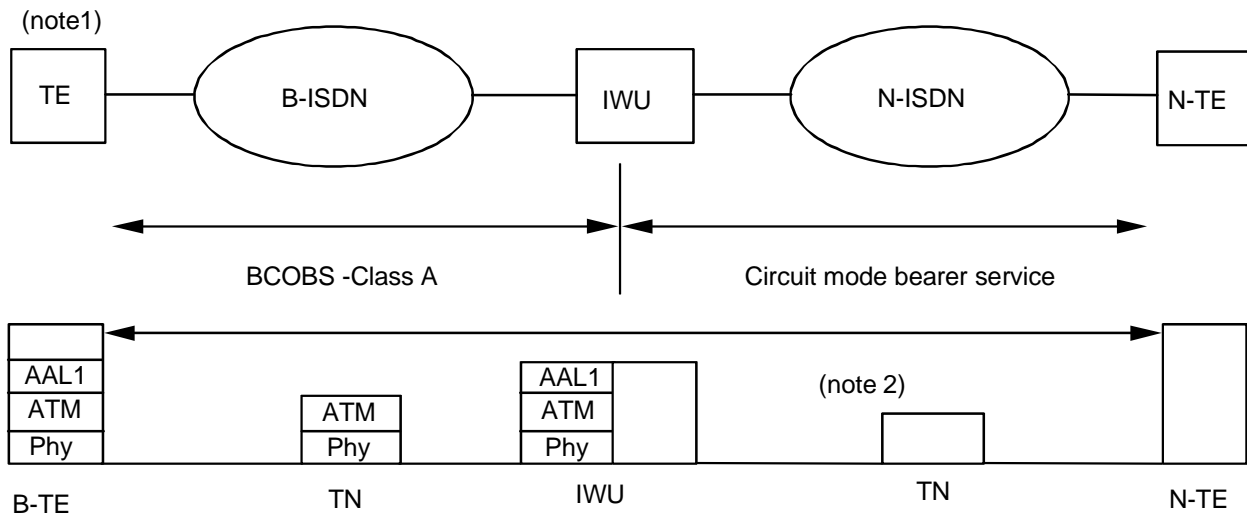 (note1)
TE
B-ISDN
IWU
N-ISDN
N-TE
BCOBS -Class A
Circuit mode bearer service
AAL1
ATM
Phy
ATM
Phy
AAL1
ATM
Phy
(note 2)
B-TE
TN
IWU
TN
N-TE